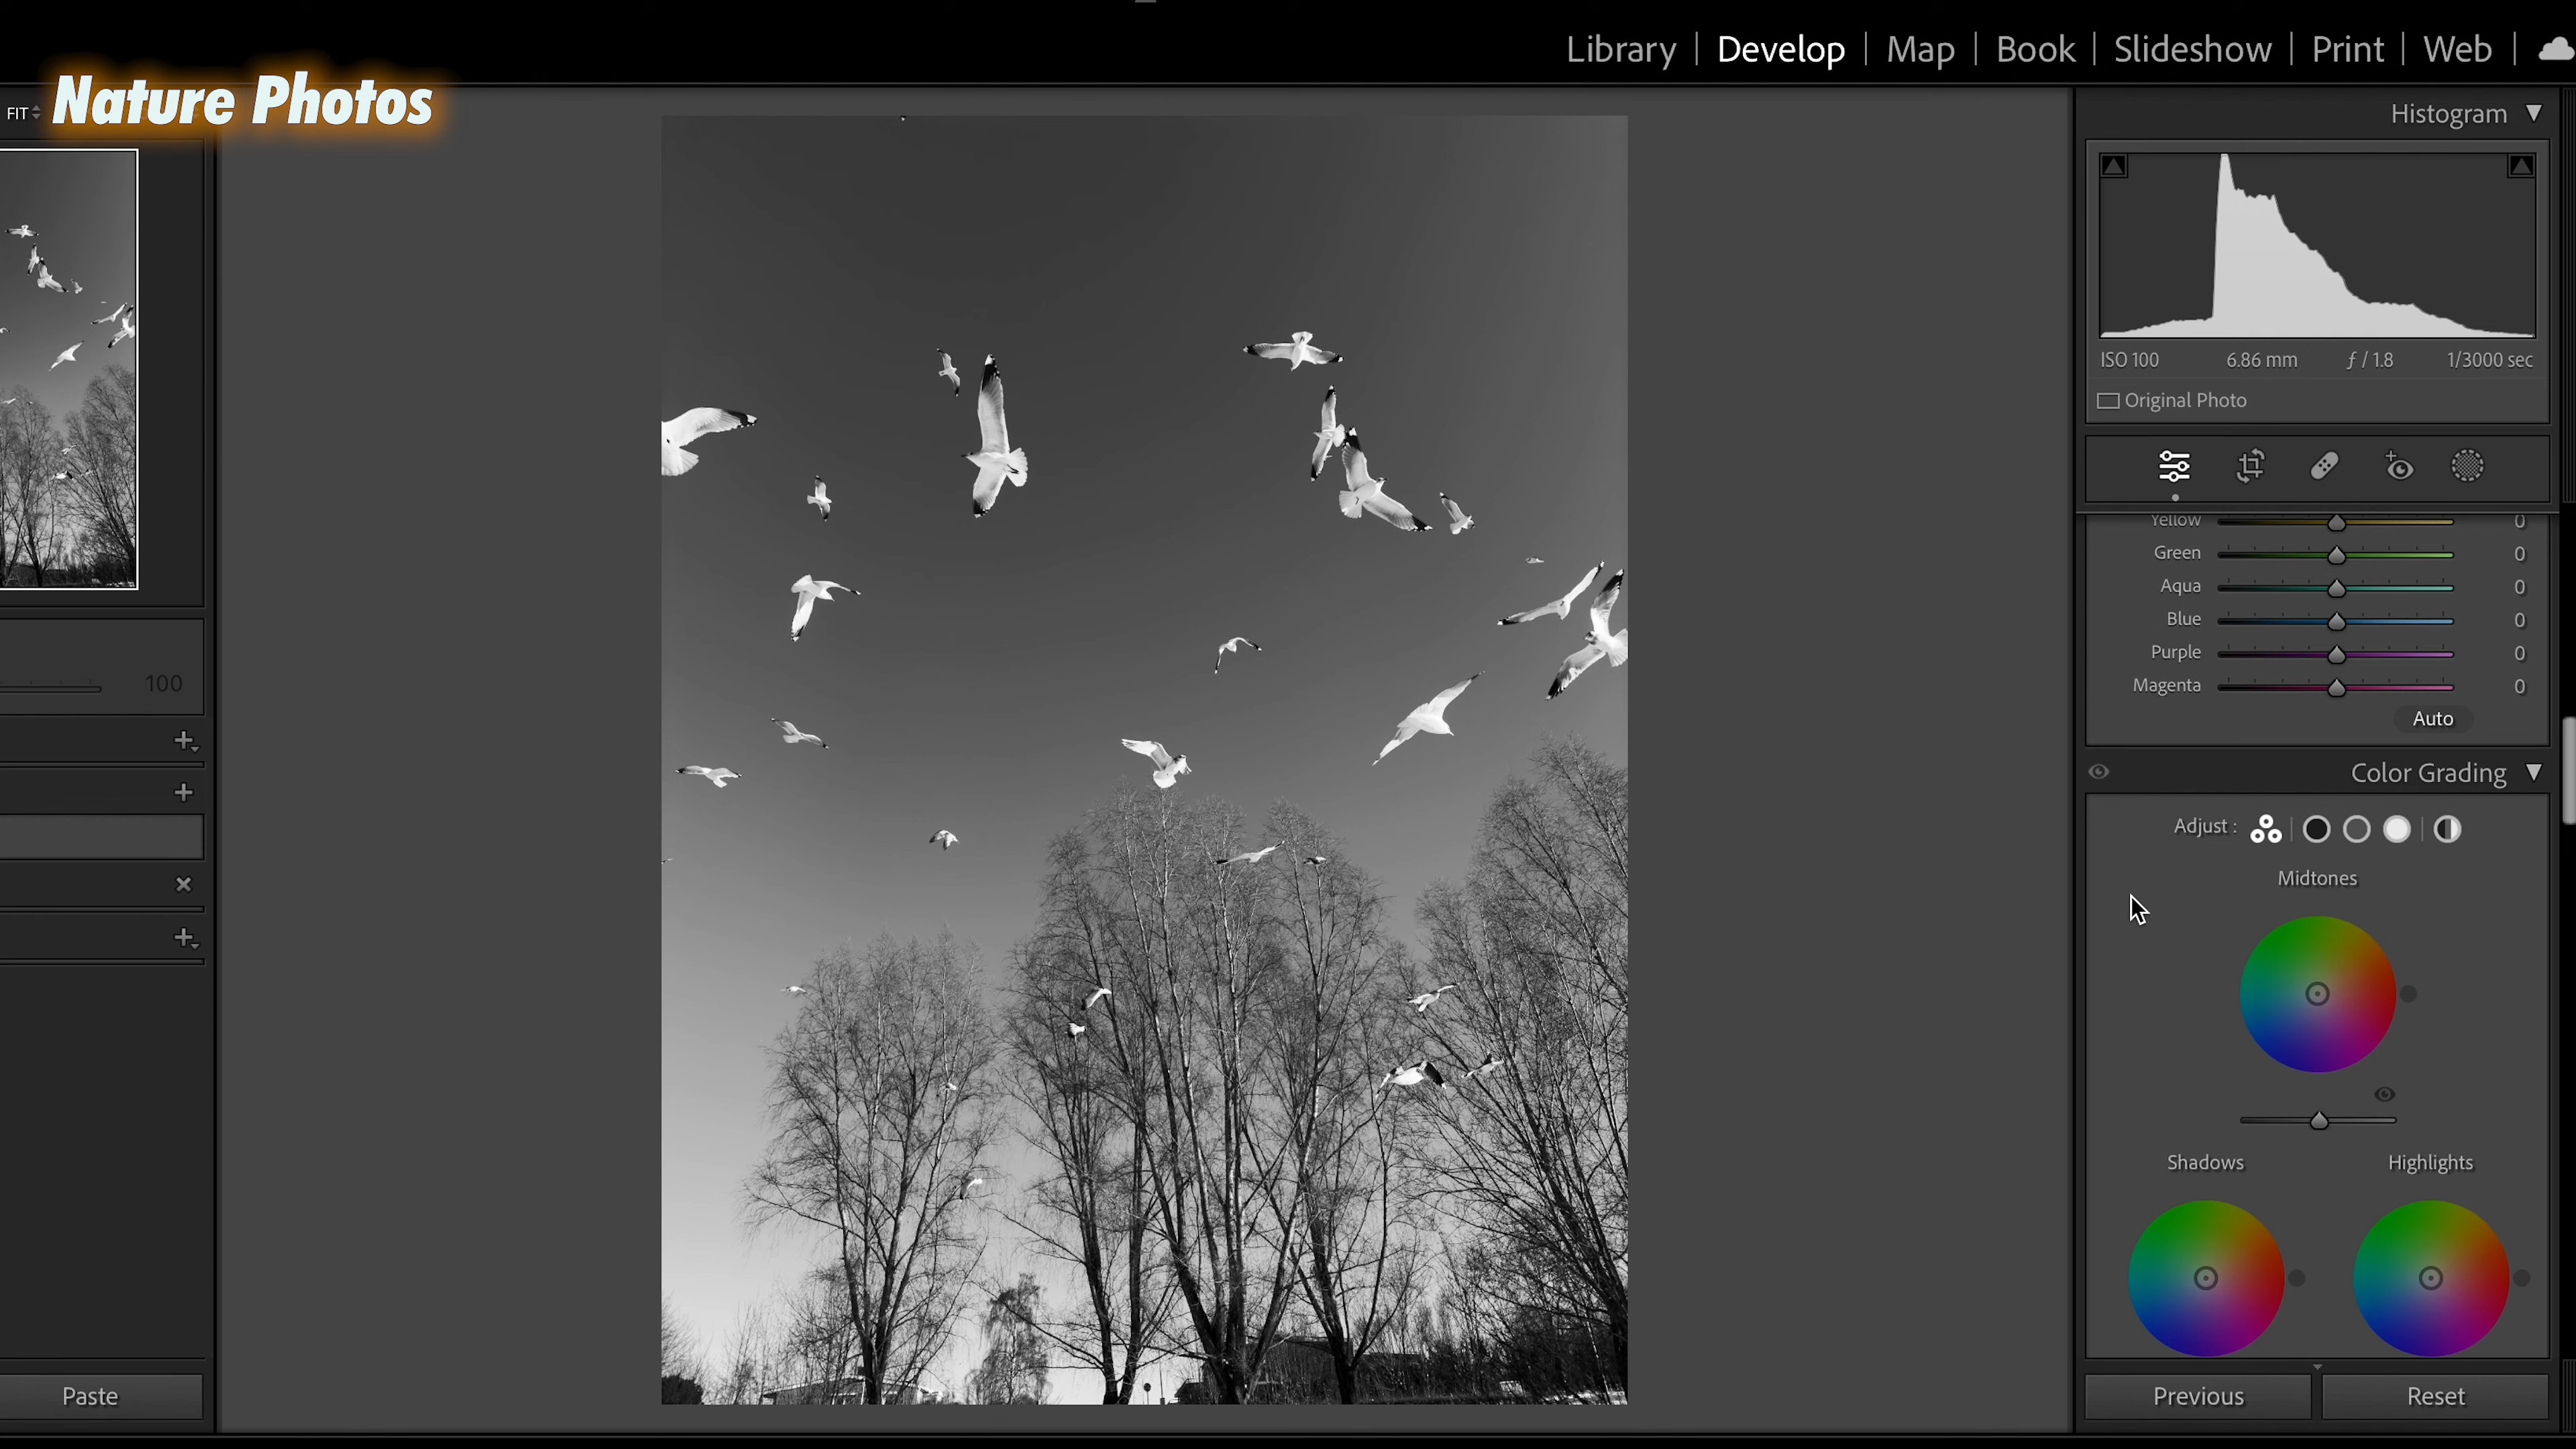 Library | Develop | Map | Book | Slideshow | Print | Web |
Nature Photos
FIT
Histogram
ISO 100 6.86 mm ƒ / 1.8 1/3000 sec
Original Photo
Yellow 0
Green 0
Aqua 0
Blue 0
Purple 0
Magenta 0
Auto
100
Color Grading
Adjust :
Midtones
Shadows Highlights
Paste
Previous Reset